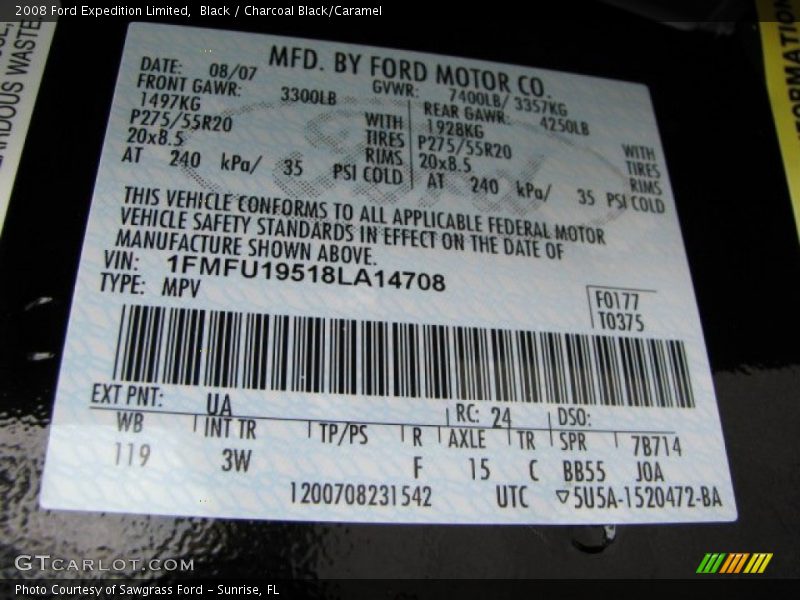 2008 Ford Expedition Limited, Black / Charcoal Black/Caramel
MFD. BY FORD MOTOR CO.
DATE: 08/07 GVWR: 7400LB/ 3357KG
FRONT GAWR: 3300LB REAR GAWR: 4250LB
1497KG WITH 1928KG WITH
P275/55R20 TIRES P275/55R20 TIRES
20x8.5 RIMS 20x8.5 RIMS
AT 240 kPa/ 35 PSI COLD AT 240 kPa/ 35 PSI COLD
THIS VEHICLE CONFORMS TO ALL APPLICABLE FEDERAL MOTOR
VEHICLE SAFETY STANDARDS IN EFFECT ON THE DATE OF
MANUFACTURE SHOWN ABOVE.
VIN: 1FMFU19518LA14708
TYPE: MPV
F0177
T0375
EXT PNT: UA RC: 24 DSO:
WB INT TR TP/PS R AXLE TR SPR 7B714
119 3W F 15 C BB55 J0A
1200708231542 UTC ▽5U5A-1520472-BA
ARDOUS WASTE
ORMATION
GTCARLOT.COM
Photo Courtesy of Sawgrass Ford - Sunrise, FL